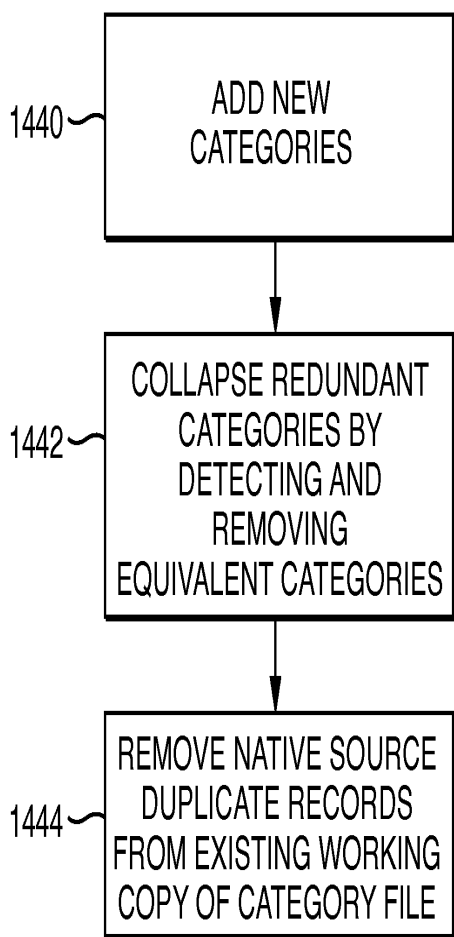 1440
ADD NEW
CATEGORIES
1442
COLLAPSE REDUNDANT
CATEGORIES BY
DETECTING AND
REMOVING
EQUIVALENT CATEGORIES
1444
REMOVE NATIVE SOURCE
DUPLICATE RECORDS
FROM EXISTING WORKING
COPY OF CATEGORY FILE